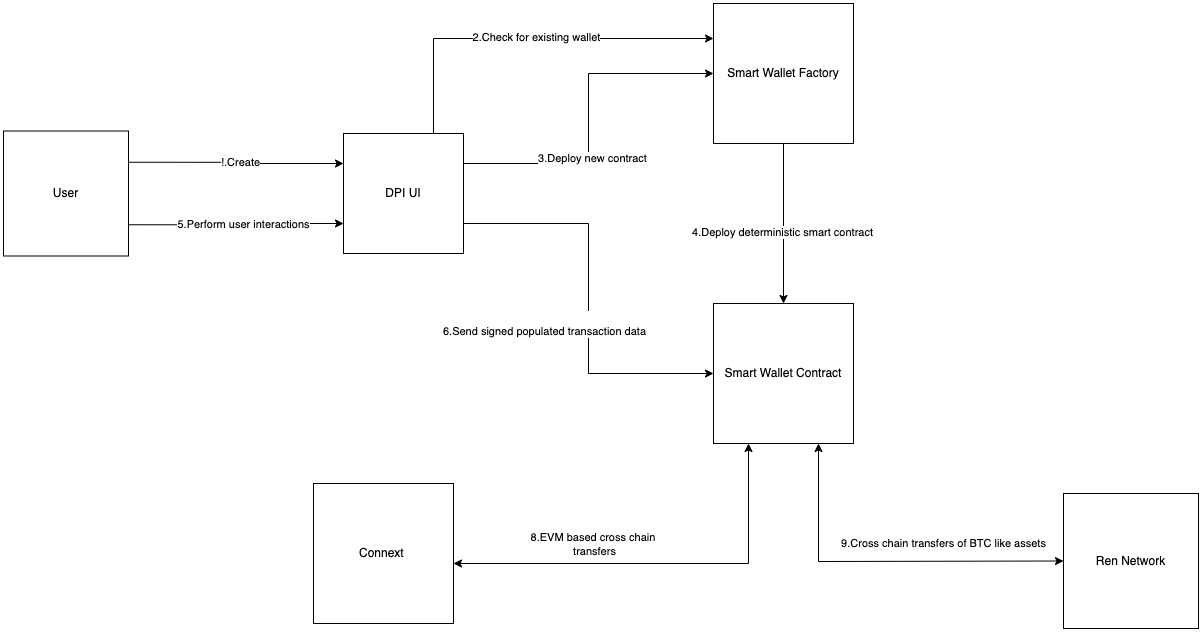 2.Check for existing wallet
Smart Wallet Factory
3.Deploy new contract
!.Create
User
DPI UI
5.Perform user interactions
4.Deploy deterministic smart contract
6.Send signed populated transaction data
Smart Wallet Contract
8.EVM based cross chain
transfers
9.Cross chain transfers of BTC like assets
Connext
Ren Network